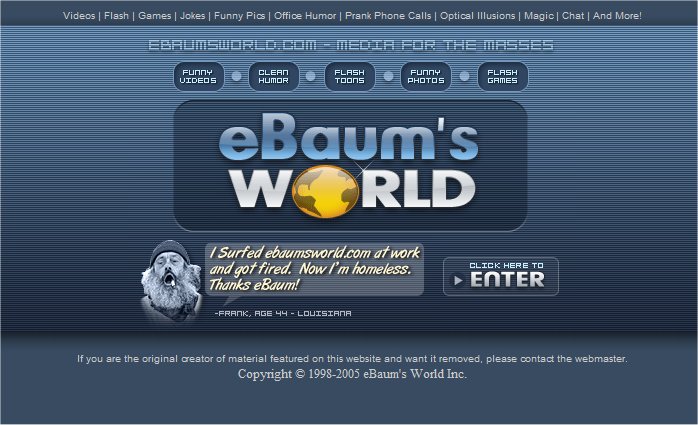 Videos | Flash | Games | Jokes | Funny Pics | Office Humor | Prank Phone Calls | Optical Illusions | Magic | Chat | And More!
EBAUMSWORLD.COM - MEDIA FOR THE MASSES
FUNNY VIDEOS
CLEAN HUMOR
FLASH TOONS
FUNNY PHOTOS
FLASH GAMES
eBaum's
WORLD
I Surfed ebaumsworld.com at work
and got fired. Now I'm homeless.
Thanks eBaum!
-FRANK, AGE 44 - LOUISIANA
CLICK HERE TO
ENTER
If you are the original creator of material featured on this website and want it removed, please contact the webmaster.
Copyright © 1998-2005 eBaum's World Inc.